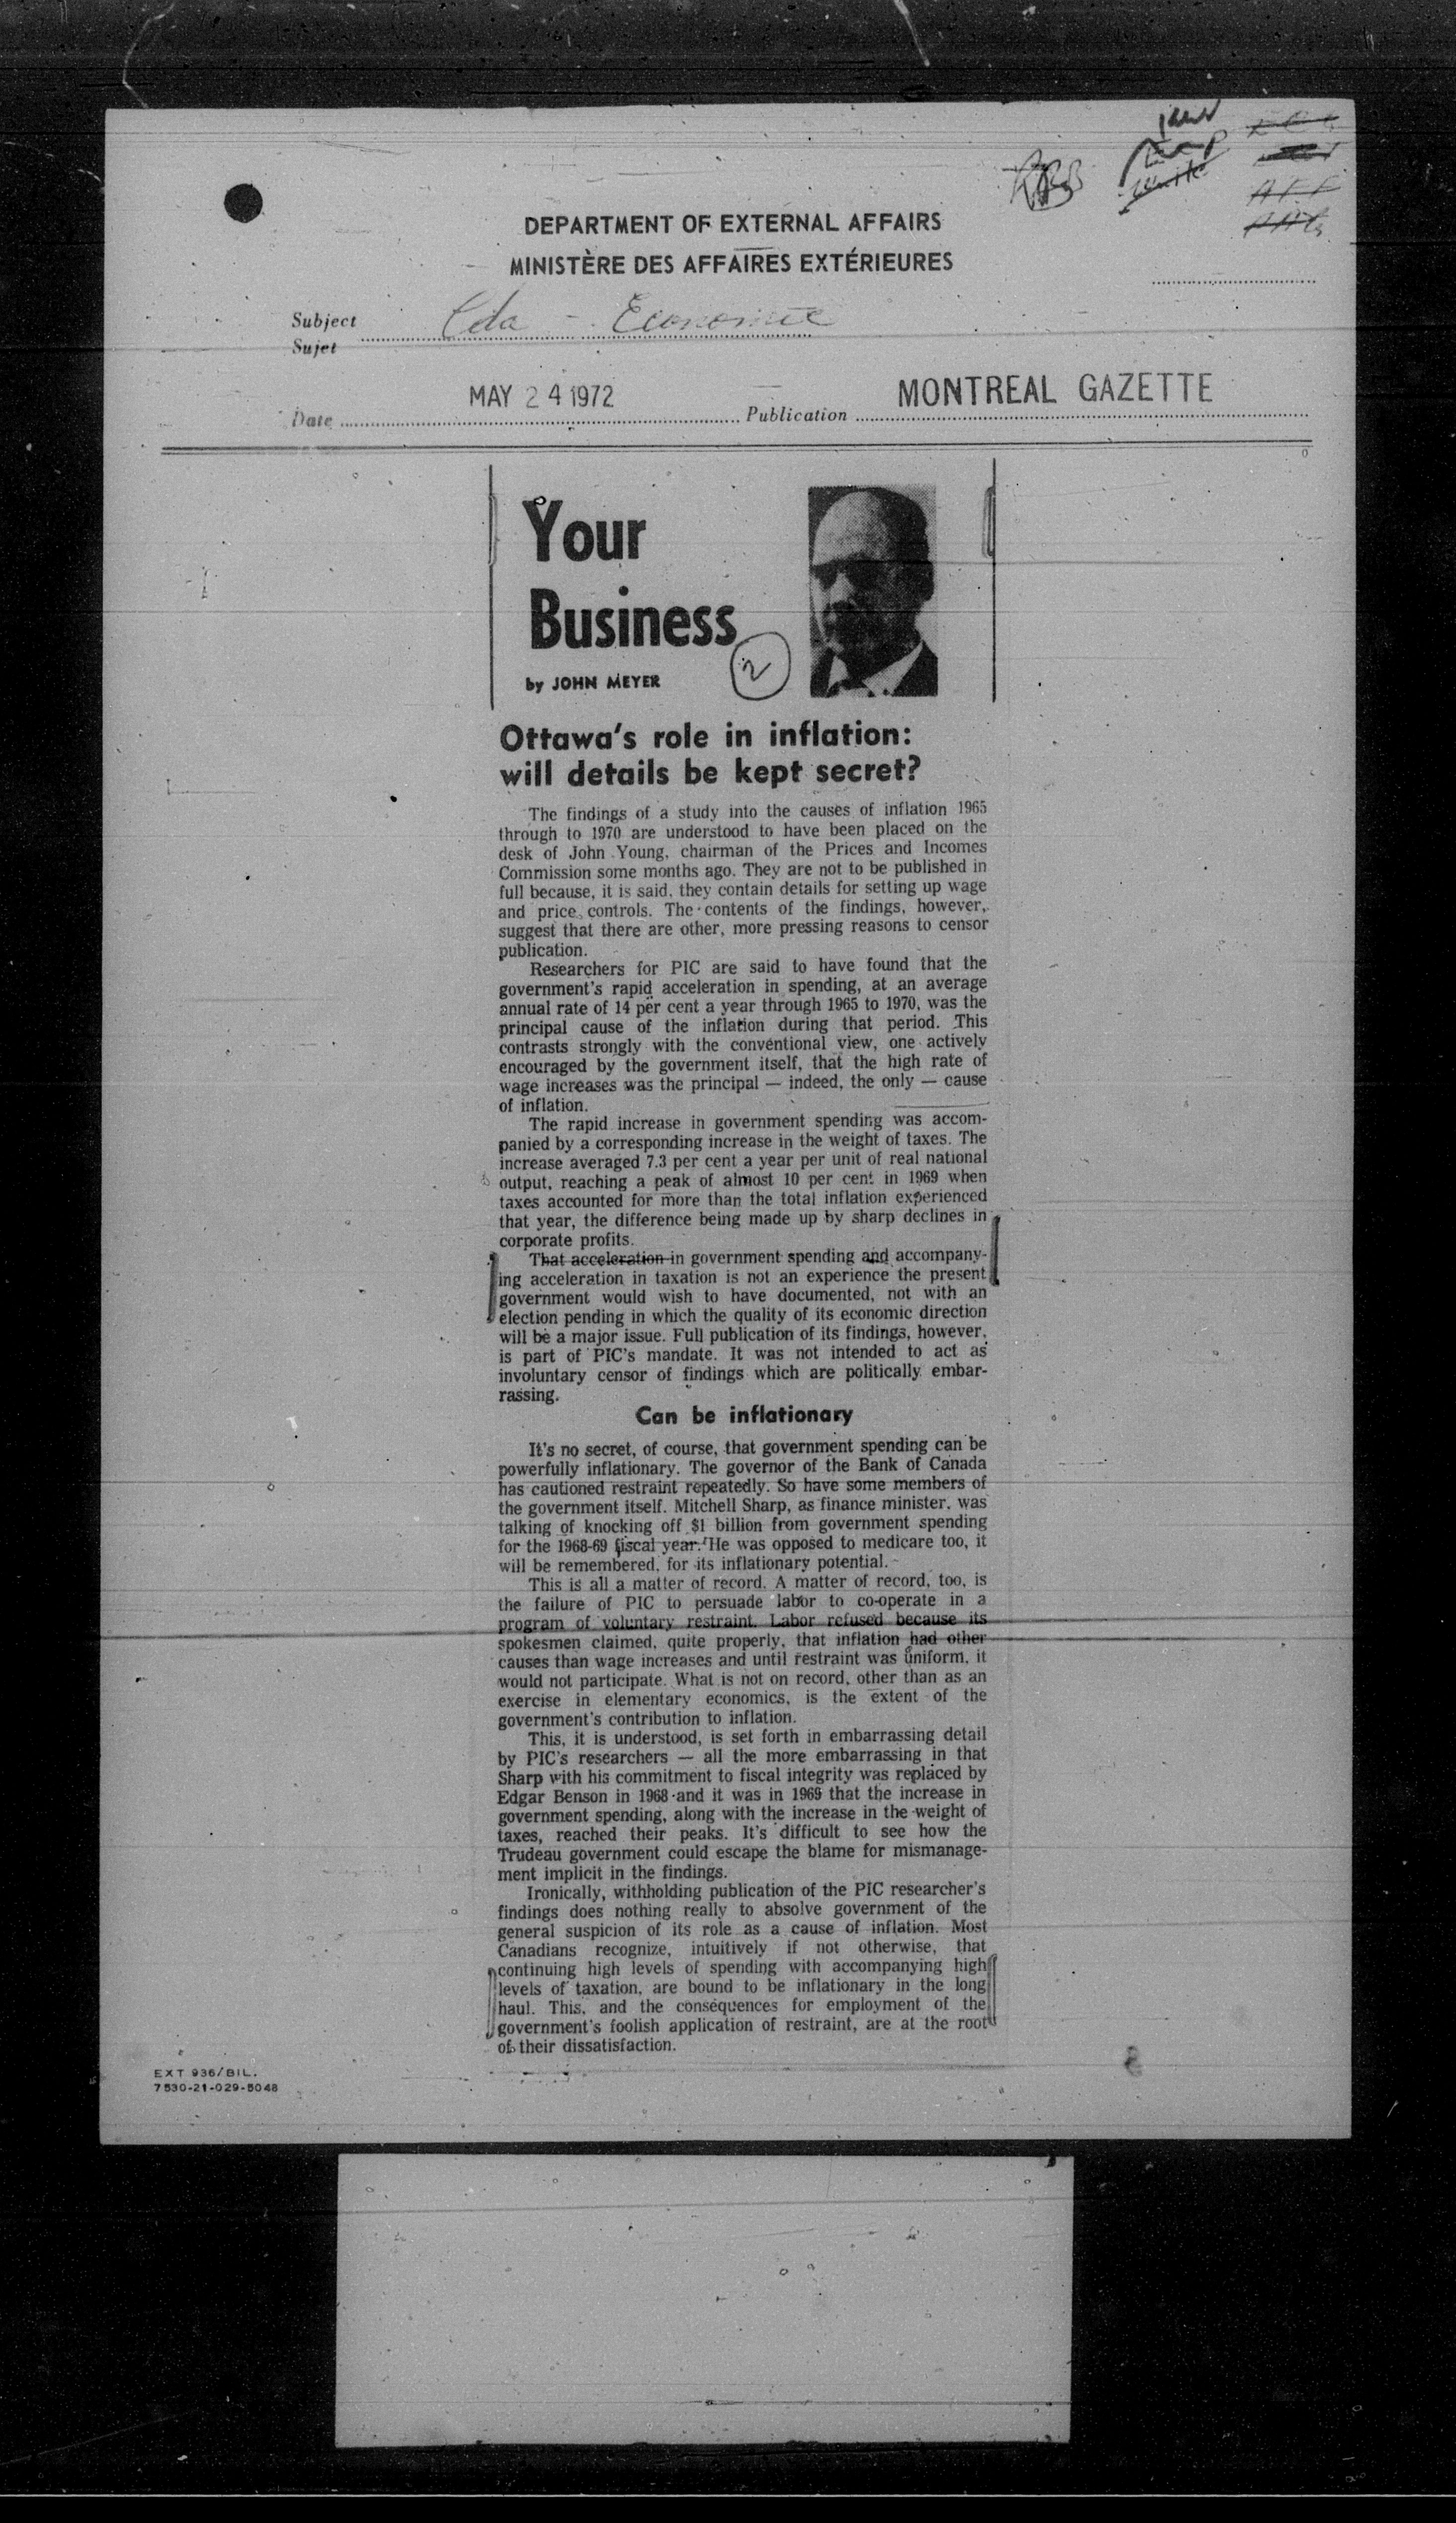 DEPARTMENT OF EXTERNAL AFFAIRS
MINISTÈRE DES AFFAIRES EXTÉRIEURES
Subject
Sujet
Cda - Economic
MAY 24 1972
MONTREAL GAZETTE
Date
Publication
Your
Business
2
by JOHN MEYER
Ottawa's role in inflation:
will details be kept secret?
The findings of a study into the causes of inflation 1965
through to 1970 are understood to have been placed on the
desk of John Young, chairman of the Prices and Incomes
Commission some months ago. They are not to be published in
full because, it is said, they contain details for setting up wage
and price controls. The contents of the findings, however,
suggest that there are other, more pressing reasons to censor
publication.
Researchers for PIC are said to have found that the
government's rapid acceleration in spending, at an average
annual rate of 14 per cent a year through 1965 to 1970, was the
principal cause of the inflation during that period. This
contrasts strongly with the conventional view, one actively
encouraged by the government itself, that the high rate of
wage increases was the principal — indeed, the only — cause
of inflation.
The rapid increase in government spending was accom-
panied by a corresponding increase in the weight of taxes. The
increase averaged 7.3 per cent a year per unit of real national
output, reaching a peak of almost 10 per cent in 1969 when
taxes accounted for more than the total inflation experienced
that year, the difference being made up by sharp declines in
corporate profits.
That acceleration in government spending and accompany-
ing acceleration in taxation is not an experience the present
government would wish to have documented, not with an
election pending in which the quality of its economic direction
will be a major issue. Full publication of its findings, however,
is part of PIC's mandate. It was not intended to act as
involuntary censor of findings which are politically embar-
rassing.
Can be inflationary
It's no secret, of course, that government spending can be
powerfully inflationary. The governor of the Bank of Canada
has cautioned restraint repeatedly. So have some members of
the government itself. Mitchell Sharp, as finance minister, was
talking of knocking off $1 billion from government spending
for the 1968-69 fiscal year. He was opposed to medicare too, it
will be remembered, for its inflationary potential.
This is all a matter of record. A matter of record, too, is
the failure of PIC to persuade labor to co-operate in a
program of voluntary restraint. Labor refused because its
spokesmen claimed, quite properly, that inflation had other
causes than wage increases and until restraint was uniform, it
would not participate. What is not on record, other than as an
exercise in elementary economics, is the extent of the
government's contribution to inflation.
This, it is understood, is set forth in embarrassing detail
by PIC's researchers — all the more embarrassing in that
Sharp with his commitment to fiscal integrity was replaced by
Edgar Benson in 1968 and it was in 1969 that the increase in
government spending, along with the increase in the weight of
taxes, reached their peaks. It's difficult to see how the
Trudeau government could escape the blame for mismanage-
ment implicit in the findings.
Ironically, withholding publication of the PIC researcher's
findings does nothing really to absolve government of the
general suspicion of its role as a cause of inflation. Most
Canadians recognize, intuitively if not otherwise, that
continuing high levels of spending with accompanying high
levels of taxation, are bound to be inflationary in the long
haul. This, and the consequences for employment of the
government's foolish application of restraint, are at the root
of their dissatisfaction.
EXT 936/BIL.
7530-21-029-5048